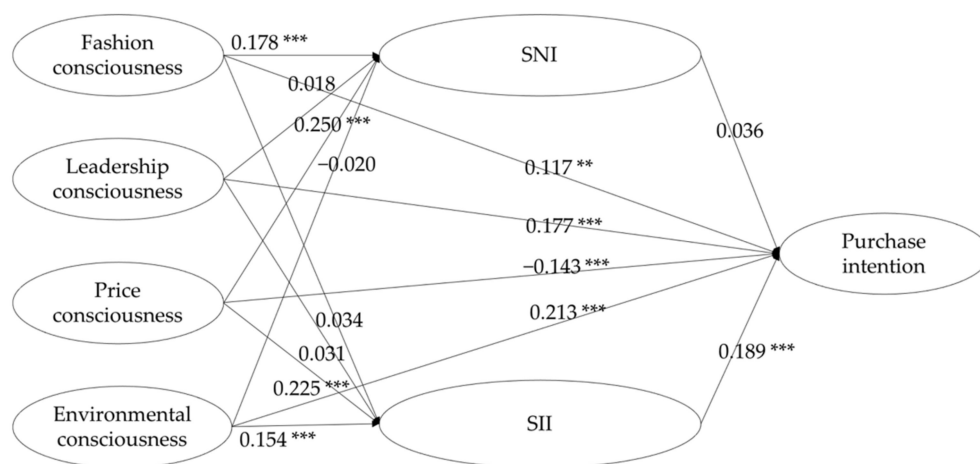 Fashion
consciousness
0.178 ***
SNI
0.018
0.250 ***
0.036
−0.020
Leadership
consciousness
0.117 **
0.177 ***
Purchase
intention
−0.143 ***
Price
consciousness
0.213 ***
0.034
0.031
0.189 ***
0.225 ***
Environmental
consciousness
0.154 ***
SII